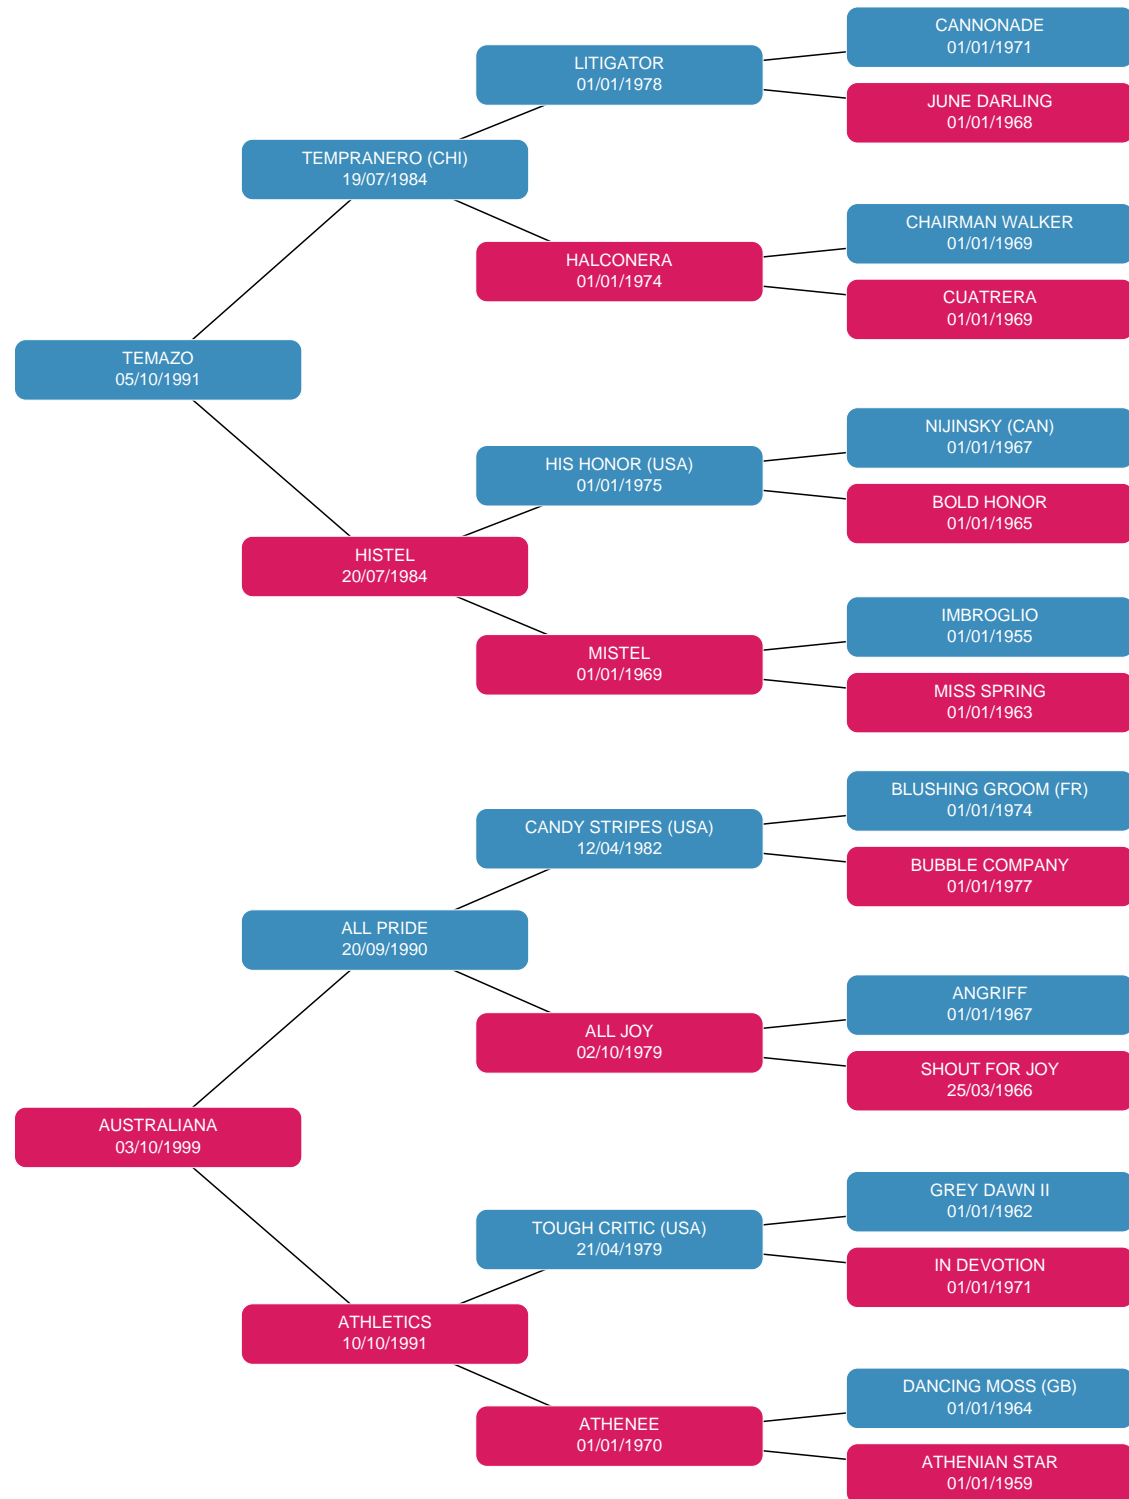 CANNONADE
01/01/1971
LITIGATOR
01/01/1978
JUNE DARLING
01/01/1968
TEMPRANERO (CHI)
19/07/1984
CHAIRMAN WALKER
01/01/1969
HALCONERA
01/01/1974
CUATRERA
01/01/1969
TEMAZO
05/10/1991
NIJINSKY (CAN)
01/01/1967
HIS HONOR (USA)
01/01/1975
BOLD HONOR
01/01/1965
HISTEL
20/07/1984
IMBROGLIO
01/01/1955
MISTEL
01/01/1969
MISS SPRING
01/01/1963
BLUSHING GROOM (FR)
01/01/1974
CANDY STRIPES (USA)
12/04/1982
BUBBLE COMPANY
01/01/1977
ALL PRIDE
20/09/1990
ANGRIFF
01/01/1967
ALL JOY
02/10/1979
SHOUT FOR JOY
25/03/1966
AUSTRALIANA
03/10/1999
GREY DAWN II
01/01/1962
TOUGH CRITIC (USA)
21/04/1979
IN DEVOTION
01/01/1971
ATHLETICS
10/10/1991
DANCING MOSS (GB)
01/01/1964
ATHENEE
01/01/1970
ATHENIAN STAR
01/01/1959